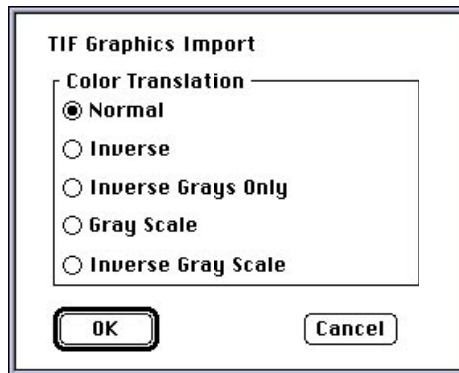 TIF Graphics Import
Color Translation
Normal
Inverse
Inverse Grays Only
Gray Scale
Inverse Gray Scale
OK
Cancel